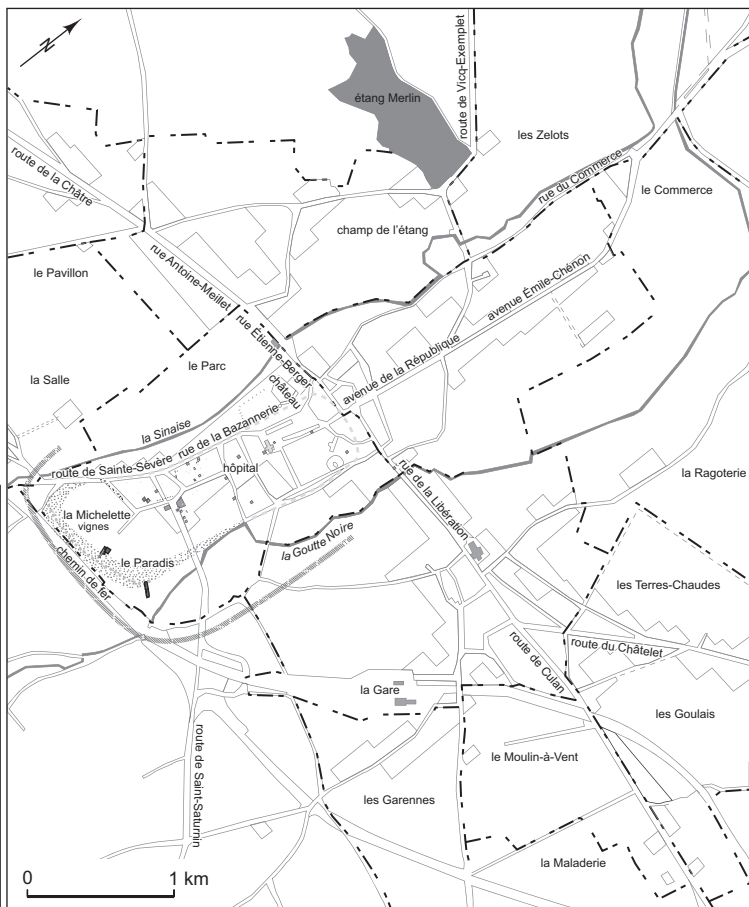 N
étang Merlin
route de Vicq-Exemplet
les Zelots
rue du Commerce
le Commerce
route de la Châtre
champ de l'étang
le Pavillon
rue Antoine-Meillet
avenue Émile-Chénon
rue Étienne-Berger
le Parc
avenue de la République
la Salle
château
la Sinaise
rue de la Bazannerie
route de Sainte-Sévère
hôpital
la Ragoterie
rue de la Libération
la Michelette
vignes
la Goutte Noire
le Paradis
chemin de fer
les Terres-Chaudes
route du Châtelet
route de Culan
la Gare
les Goulais
route de Saint-Saturnin
le Moulin-à-Vent
les Garennes
la Maladerie
0 1 km